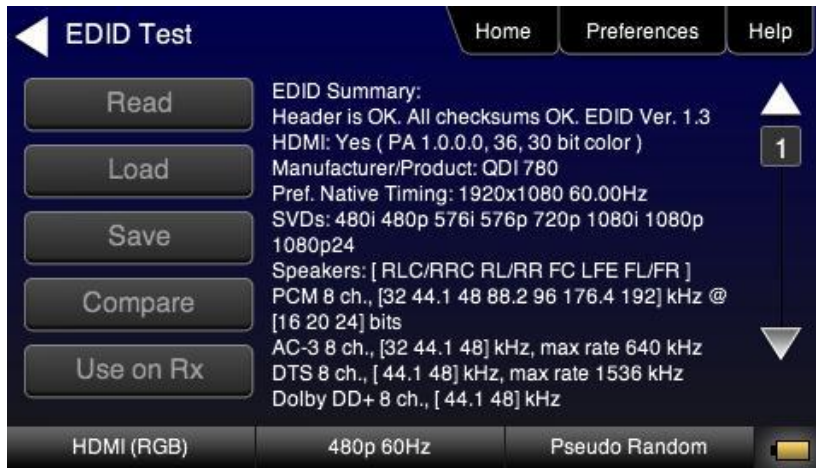 EDID Test
Home
Preferences
Help
Read
Load
Save
Compare
Use on Rx
EDID Summary:
Header is OK. All checksums OK. EDID Ver. 1.3
HDMI: Yes ( PA 1.0.0.0, 36, 30 bit color )
Manufacturer/Product: QDI 780
Pref. Native Timing: 1920x1080 60.00Hz
SVDs: 480i 480p 576i 576p 720p 1080i 1080p
1080p24
Speakers: [ RLC/RRC RL/RR FC LFE FL/FR ]
PCM 8 ch., [32 44.1 48 88.2 96 176.4 192] kHz @
[16 20 24] bits
AC-3 8 ch., [32 44.1 48] kHz, max rate 640 kHz
DTS 8 ch., [ 44.1 48] kHz, max rate 1536 kHz
Dolby DD+ 8 ch., [ 44.1 48] kHz
1
HDMI (RGB)
480p 60Hz
Pseudo Random